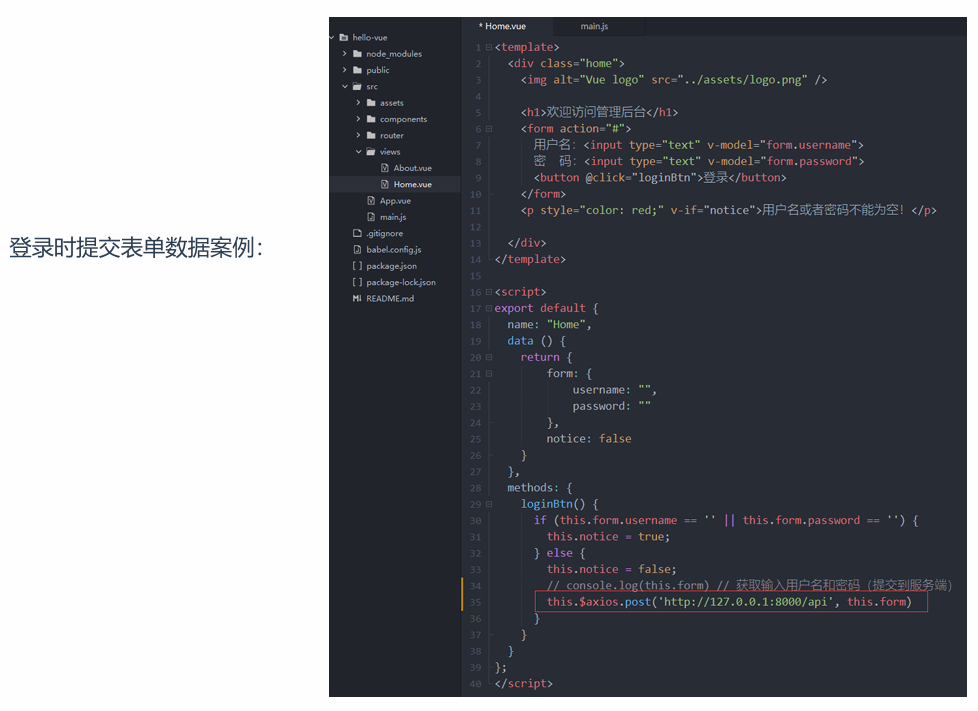 登录时提交表单数据案例：
hello-vue
node_modules
public
src
assets
components
router
views
About.vue
Home.vue
App.vue
main.js
.gitignore
babel.config.js
package.json
package-lock.json
README.md
* Home.vue main.js
1 <template>
2 <div class="home">
3 <img alt="Vue logo" src="../assets/logo.png" />
4
5 <h1>欢迎访问管理后台</h1>
6 <form action="#">
7 用户名：<input type="text" v-model="form.username">
8 密 码：<input type="text" v-model="form.password">
9 <button @click="loginBtn">登录</button>
10 </form>
11 <p style="color: red;" v-if="notice">用户名或者密码不能为空！</p>
12
13 </div>
14 </template>
15
16 <script>
17 export default {
18 name: "Home",
19 data () {
20 return {
21 form: {
22 username: "",
23 password: ""
24 },
25 notice: false
26 }
27 },
28 methods: {
29 loginBtn() {
30 if (this.form.username == '' || this.form.password == '') {
31 this.notice = true;
32 } else {
33 this.notice = false;
34 // console.log(this.form) // 获取输入用户名和密码（提交到服务端）
35 this.$axios.post('http://127.0.0.1:8000/api', this.form)
36 }
37 }
38 }
39 };
40 </script>